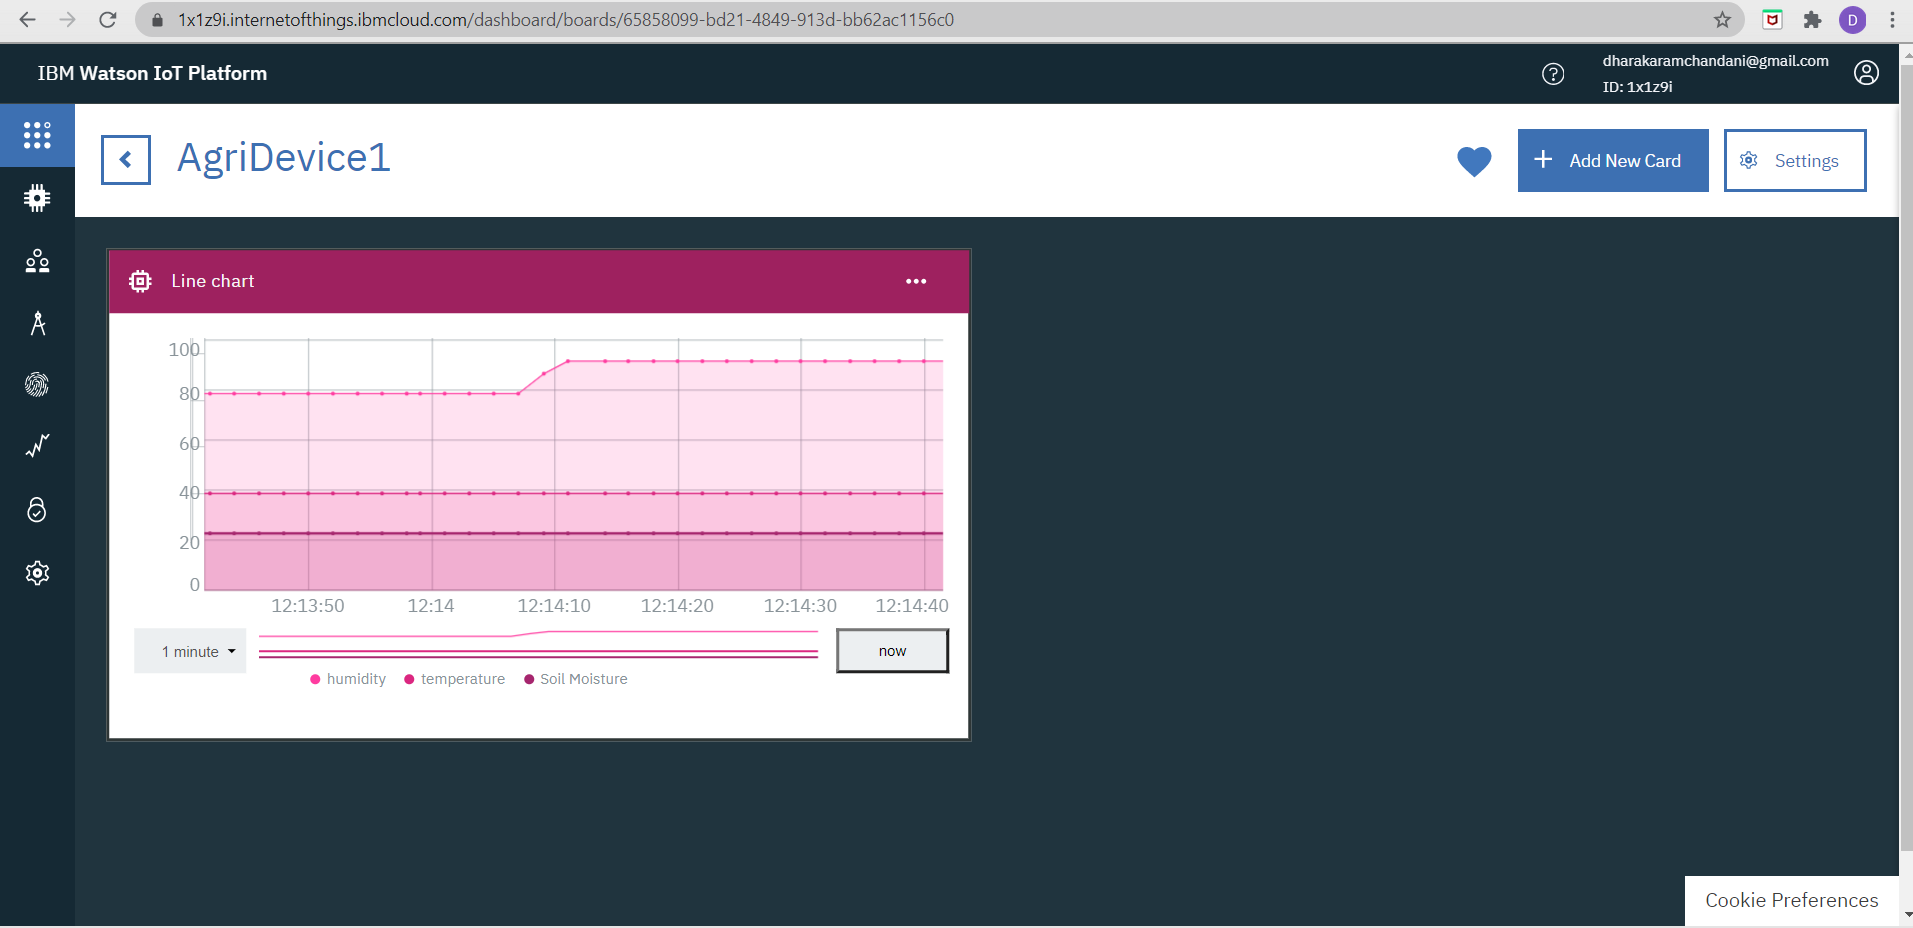 1x1z9i.internetofthings.ibmcloud.com/dashboard/boards/65858099-bd21-4849-913d-bb62ac1156c0
D
IBM Watson IoT Platform
?
dharakaramchandani@gmail.com
ID: 1x1z9i
AgriDevice1
+ Add New Card
Settings
Line chart
100
80
60
40
20
0
12:13:50 12:14 12:14:10 12:14:20 12:14:30 12:14:40
1 minute
now
humidity temperature Soil Moisture
Cookie Preferences